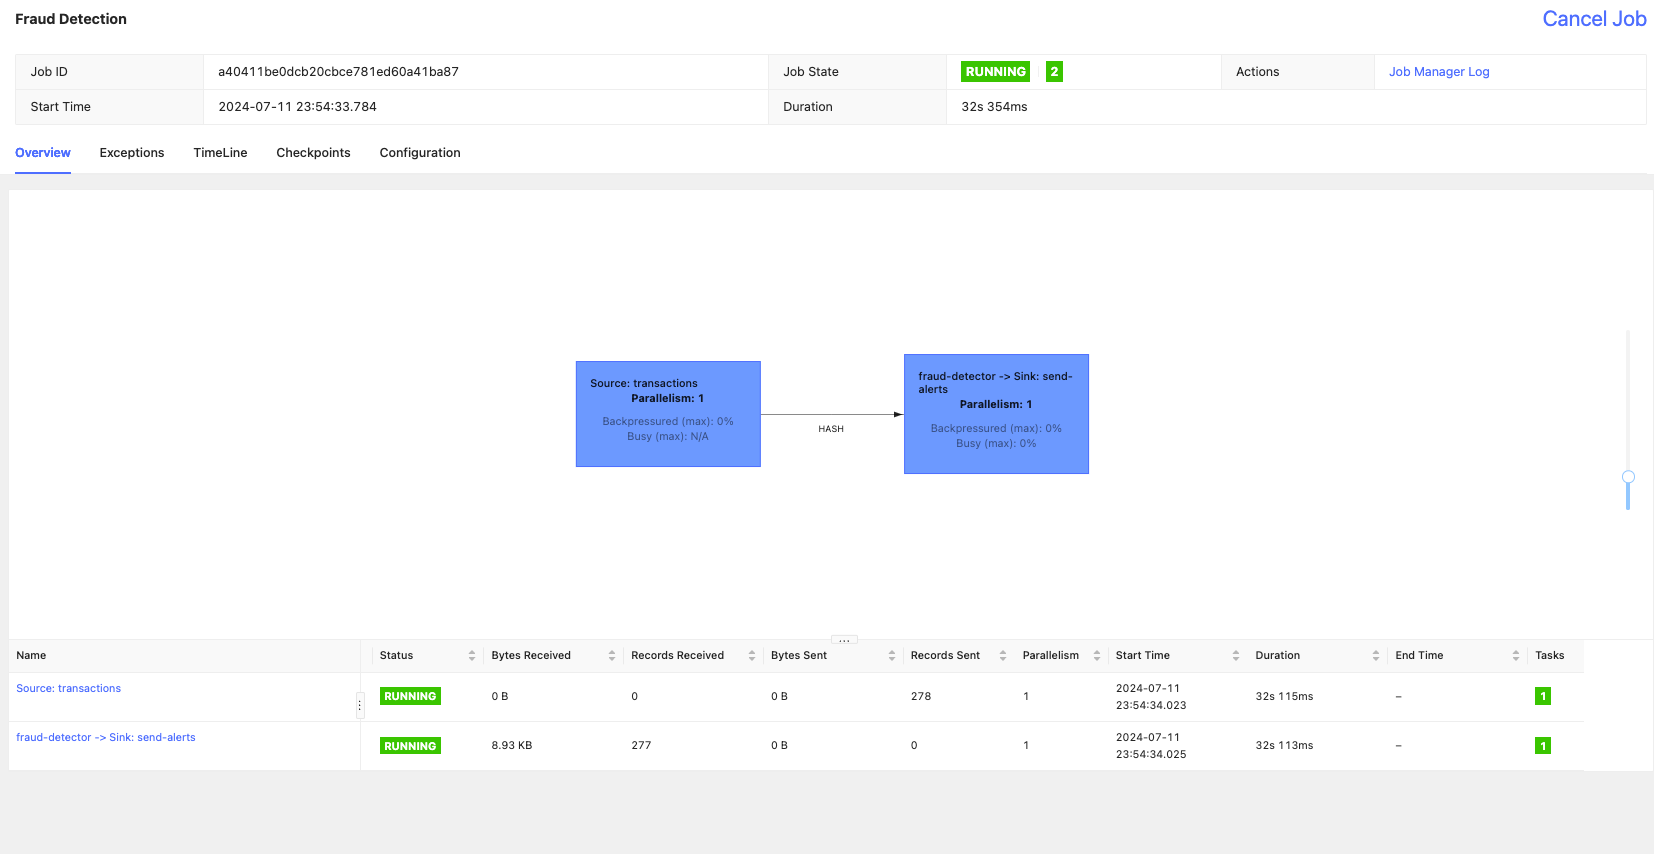 Fraud Detection
Cancel Job
Job ID
a40411be0dcb20cbce781ed60a41ba87
Job State
RUNNING 2
Actions
Job Manager Log
Start Time
2024-07-11 23:54:33.784
Duration
32s 354ms
Overview
Exceptions
TimeLine
Checkpoints
Configuration
Source: transactions
Parallelism: 1
Backpressured (max): 0%
Busy (max): N/A
HASH
fraud-detector -> Sink: send-
alerts
Parallelism: 1
Backpressured (max): 0%
Busy (max): 0%
Name
Status
Bytes Received
Records Received
Bytes Sent
Records Sent
Parallelism
Start Time
Duration
End Time
Tasks
Source: transactions
RUNNING
0 B
0
0 B
278
1
2024-07-11
23:54:34.023
32s 115ms
–
1
fraud-detector -> Sink: send-alerts
RUNNING
8.93 KB
277
0 B
0
1
2024-07-11
23:54:34.025
32s 113ms
–
1